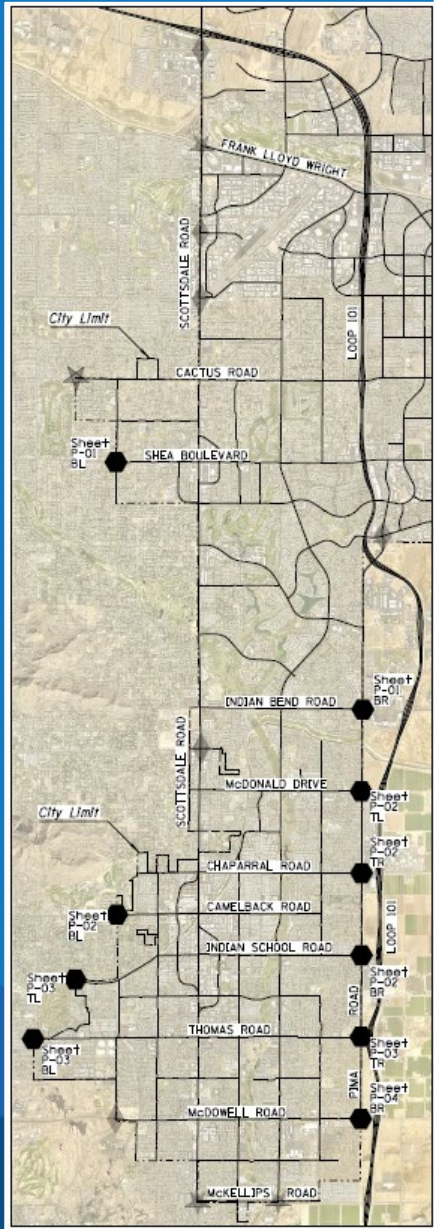 FRANK LLOYD WRIGHT
SCOTTSDALE ROAD
LOOP 101
City Limit
CACTUS ROAD
Sheet
P-01
BL
SHEA BOULEVARD
Sheet
P-01
BR
INDIAN BEND ROAD
SCOTTSDALE ROAD
McDONALD DRIVE
Sheet
P-02
TL
City Limit
Sheet
P-02
TR
CHAPARRAL ROAD
CAMELBACK ROAD
Sheet
P-02
BL
LOOP 101
INDIAN SCHOOL ROAD
Sheet
P-02
BR
Sheet
P-03
TL
THOMAS ROAD
Sheet
P-03
TR
Sheet
P-03
BL
PIMA ROAD
Sheet
P-04
BR
McDOWELL ROAD
McKELLIPS ROAD